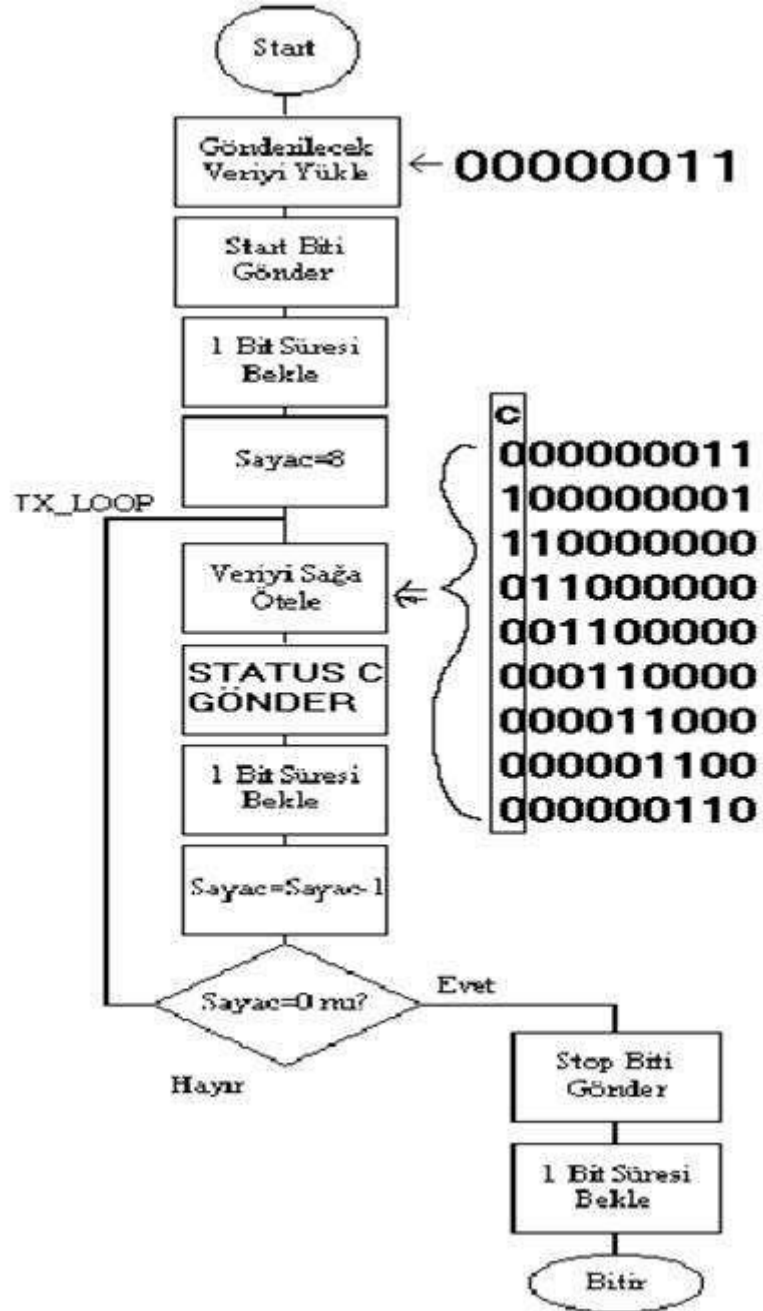 Start
Gönderilecek
Veriyi Yükle
00000011
Start Biti
Gönder
1 Bit Süresi
Bekle
Sayac=8
TX_LOOP
Veriyi Sağa
Ötele
C
000000011
100000001
110000000
011000000
001100000
000110000
000011000
000001100
000000110
STATUS C
GÖNDER
1 Bit Süresi
Bekle
Sayac=Sayac-1
Sayac=0 mı?
Evet
Hayır
Stop Biti
Gönder
1 Bit Süresi
Bekle
Bitir